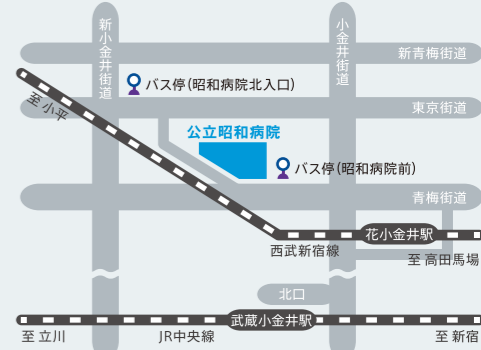 新小金井街道
小金井街道
新青梅街道
バス停(昭和病院北入口)
至 小平
東京街道
公立昭和病院
バス停(昭和病院前)
青梅街道
花小金井駅
西武新宿線
至 高田馬場
北口
武蔵小金井駅
至 立川
JR中央線
至 新宿